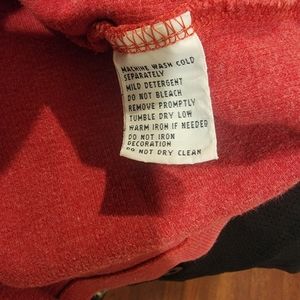 MACHINE WASH COLD
SEPARATELY
MILD DETERGENT
DO NOT BLEACH
REMOVE PROMPTLY
TUMBLE DRY LOW
WARM IRON IF NEEDED
DO NOT IRON
DECORATION
DO NOT DRY CLEAN